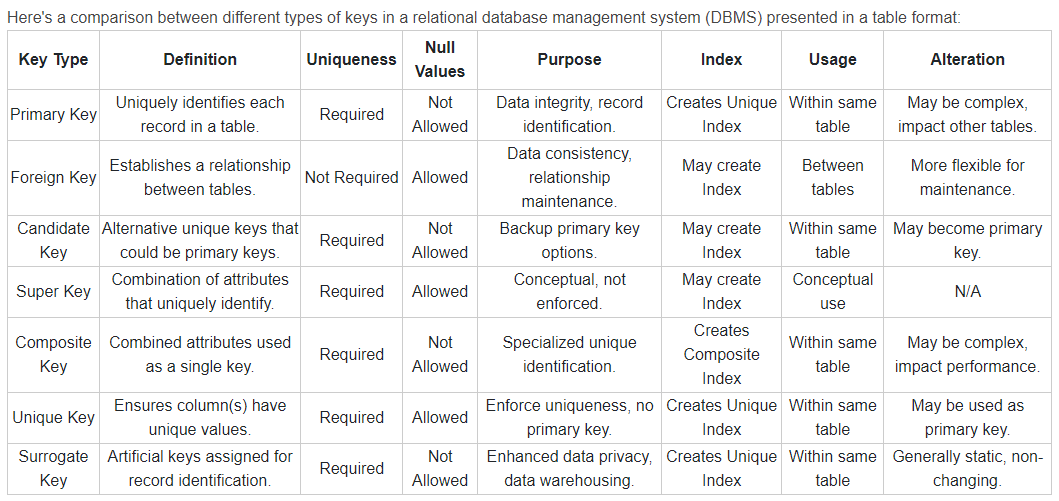 Here's a comparison between different types of keys in a relational database management system (DBMS) presented in a table format:
Key Type Definition Uniqueness Null Values Purpose Index Usage Alteration
Primary Key Uniquely identifies each record in a table. Required Not Allowed Data integrity, record identification. Creates Unique Index Within same table May be complex, impact other tables.
Foreign Key Establishes a relationship between tables. Not Required Allowed Data consistency, relationship maintenance. May create Index Between tables More flexible for maintenance.
Candidate Key Alternative unique keys that could be primary keys. Required Not Allowed Backup primary key options. May create Index Within same table May become primary key.
Super Key Combination of attributes that uniquely identify. Required Allowed Conceptual, not enforced. May create Index Conceptual use N/A
Composite Key Combined attributes used as a single key. Required Not Allowed Specialized unique identification. Creates Composite Index Within same table May be complex, impact performance.
Unique Key Ensures column(s) have unique values. Required Allowed Enforce uniqueness, no primary key. Creates Unique Index Within same table May be used as primary key.
Surrogate Key Artificial keys assigned for record identification. Required Not Allowed Enhanced data privacy, data warehousing. Creates Unique Index Within same table Generally static, non-changing.